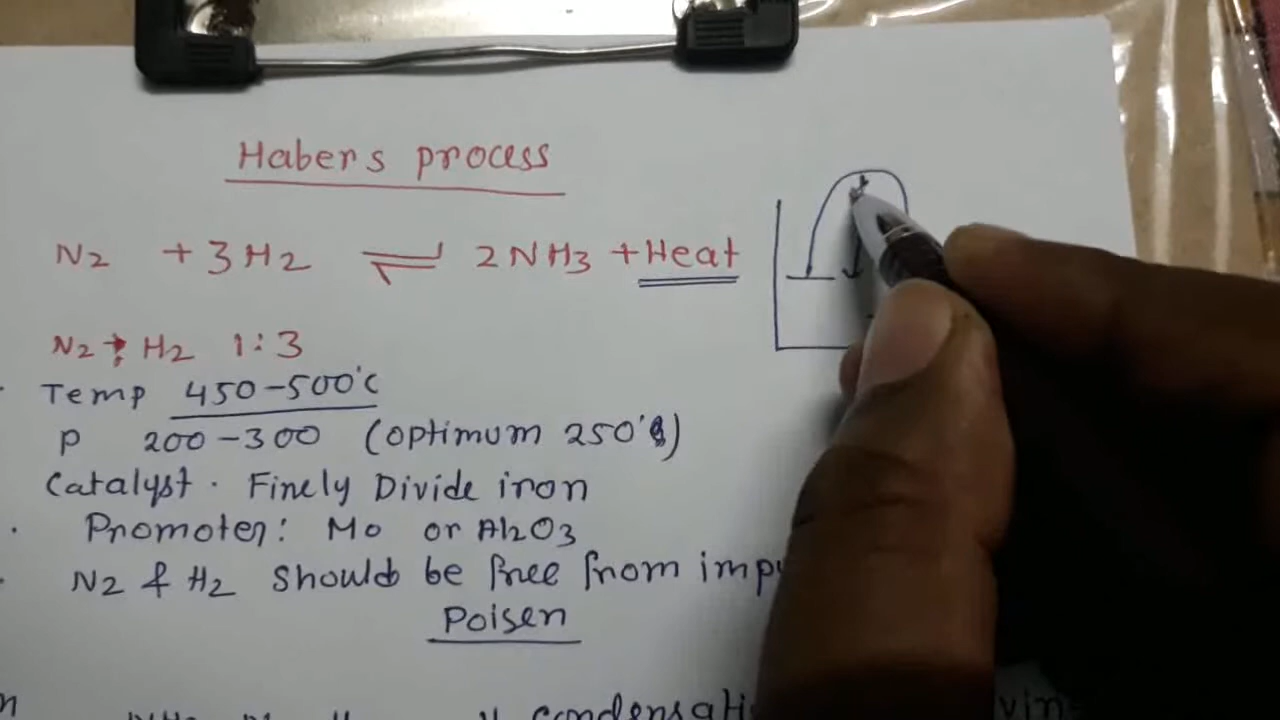 Habers process
N2 + 3H2 ⇌ 2NH3 + Heat
N2 : H2 1:3
Temp 450-500°C
P 200-300 (optimum 250's)
Catalyst. Finely Divide iron
Promoter: Mo or Al2O3
N2 & H2 should be free from
Poisen